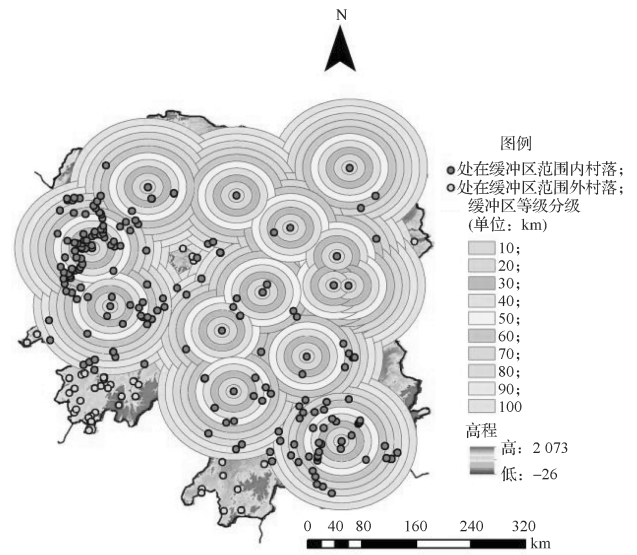 N
图例
处在缓冲区范围内村落；
处在缓冲区范围外村落；
缓冲区等级分级
(单位：km)
10；
20；
30；
40；
50；
60；
70；
80；
90；
100
高程
高：2 073
低：-26
0 40 80 160 240 320
km